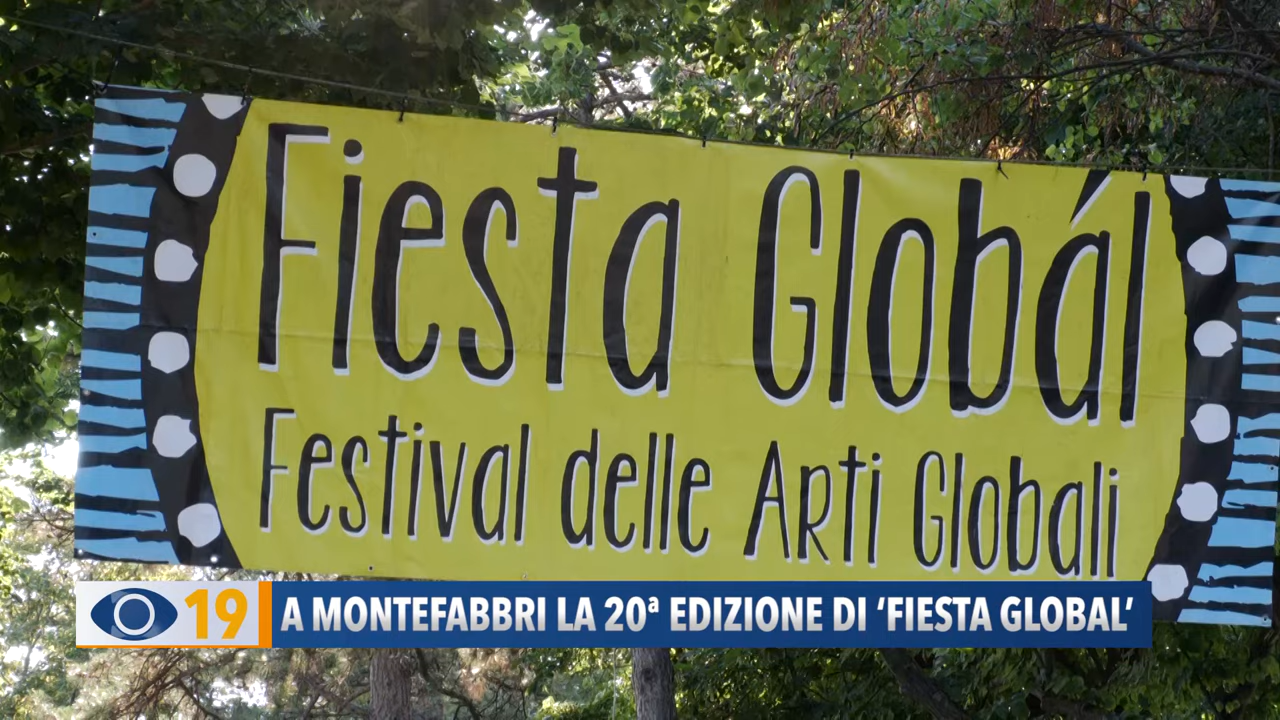 Fiesta Globál
Festival delle Arti Globali
19 A MONTEFABBRI LA 20ª EDIZIONE DI ‘FIESTA GLOBAL’